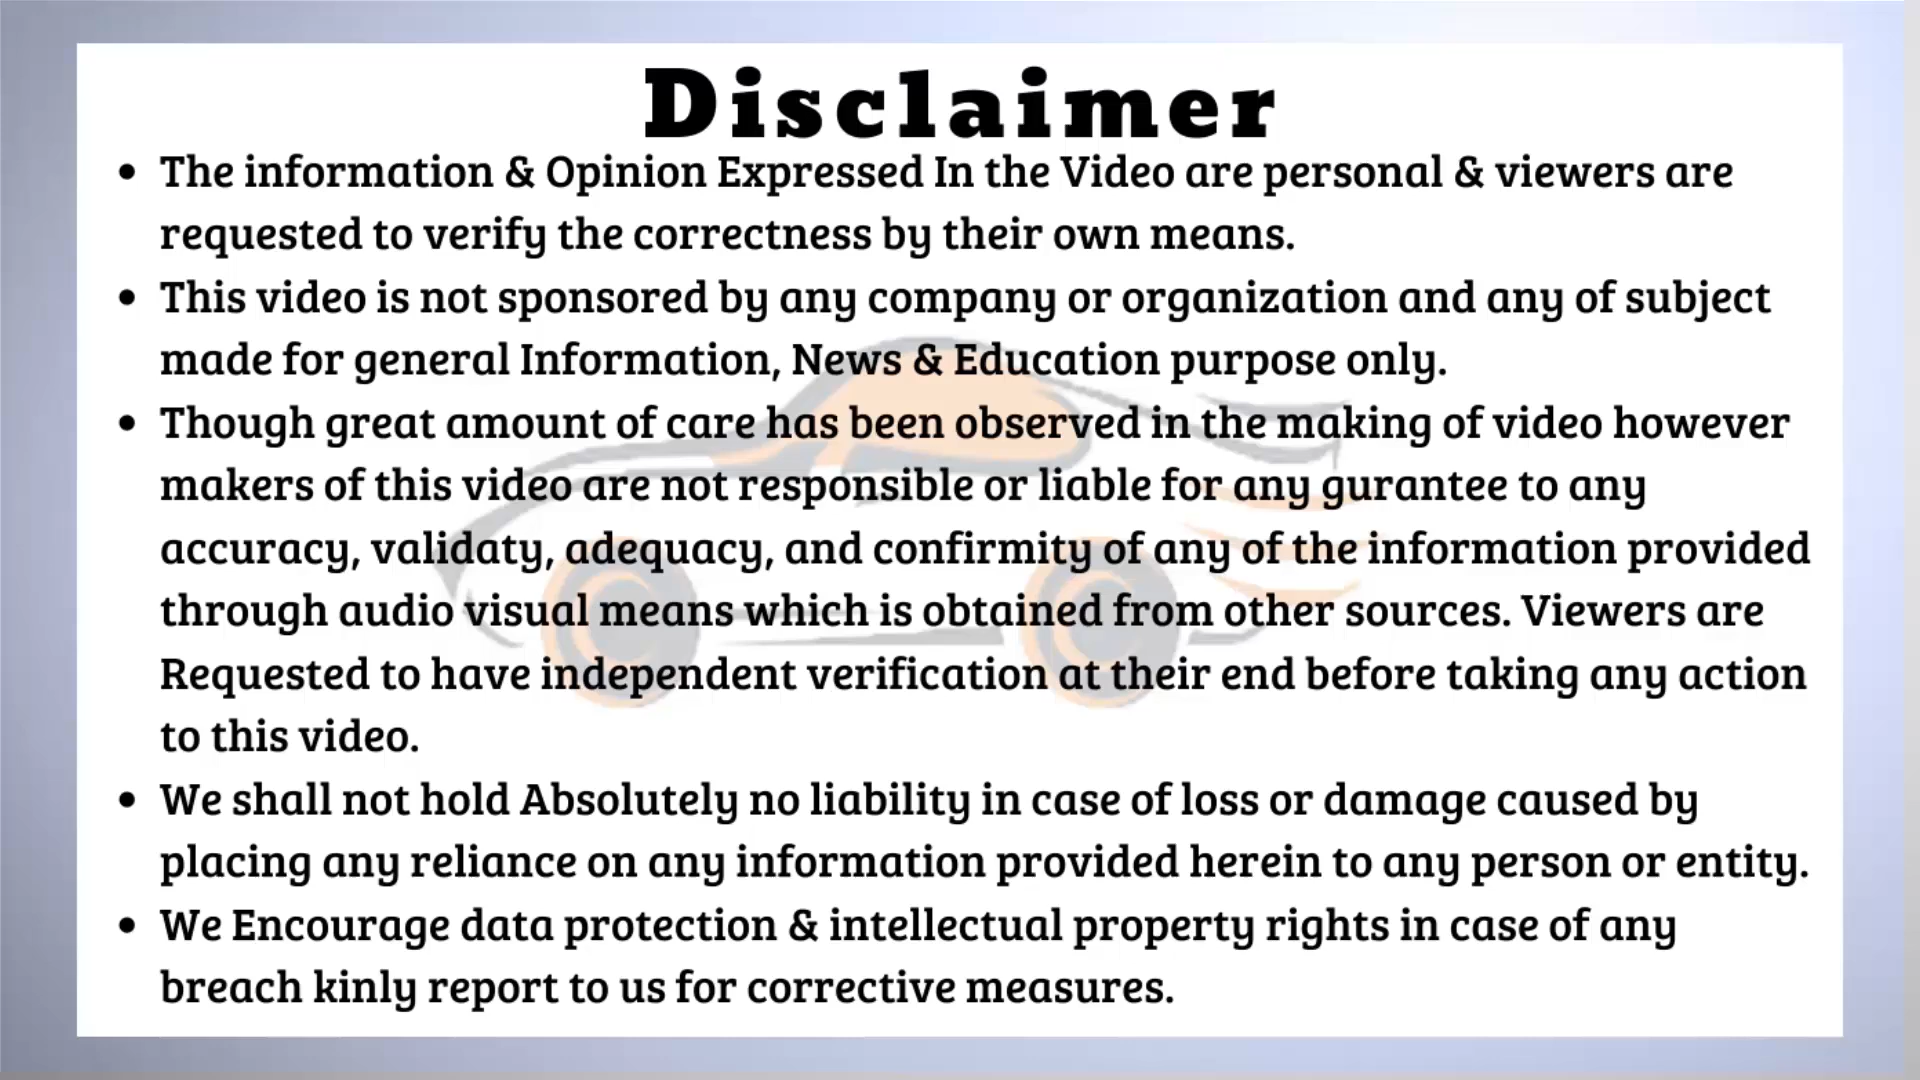 Disclaimer
• The information & Opinion Expressed In the Video are personal & viewers are
requested to verify the correctness by their own means.
• This video is not sponsored by any company or organization and any of subject
made for general Information, News & Education purpose only.
• Though great amount of care has been observed in the making of video however
makers of this video are not responsible or liable for any gurantee to any
accuracy, validaty, adequacy, and confirmity of any of the information provided
through audio visual means which is obtained from other sources. Viewers are
Requested to have independent verification at their end before taking any action
to this video.
• We shall not hold Absolutely no liability in case of loss or damage caused by
placing any reliance on any information provided herein to any person or entity.
• We Encourage data protection & intellectual property rights in case of any
breach kinly report to us for corrective measures.